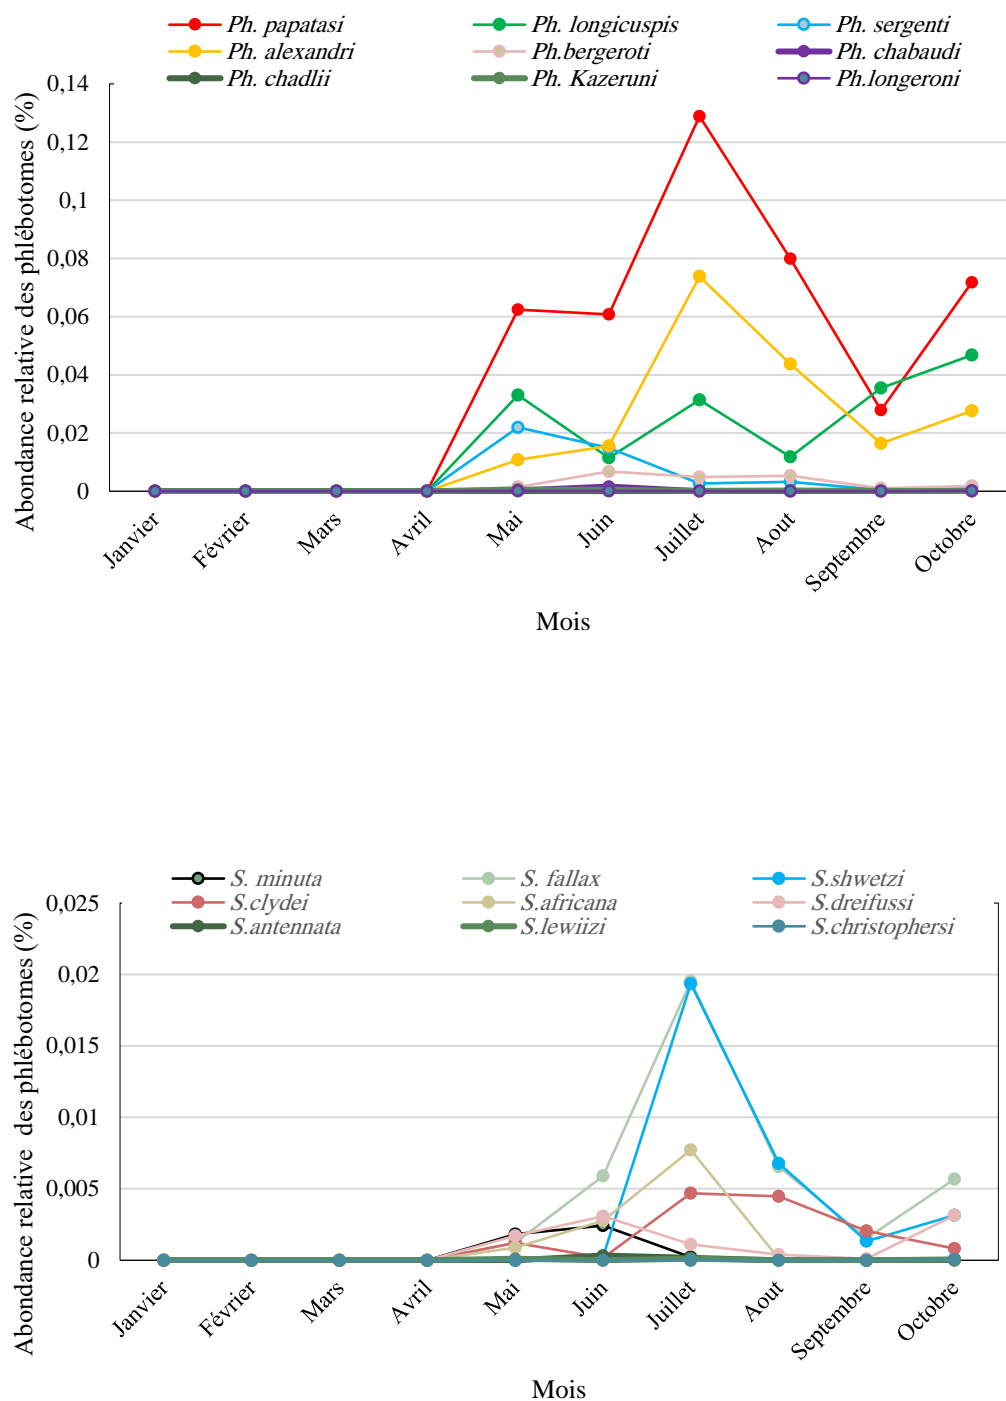 Ph. papatasi Ph. longicuspis Ph. sergenti
Ph. alexandri Ph.bergeroti Ph. chabaudi
Ph. chadlii Ph. Kazeruni Ph.longeroni
Abondance relative des phlébotomes (%)
0,14
0,12
0,1
0,08
0,06
0,04
0,02
0
Janvier Février Mars Avril Mai Juin Juillet Aout Septembre Octobre
Mois
S. minuta S. fallax S.shwetzi
S.clydei S.africana S.dreifussi
S.antennata S.lewiizi S.christophersi
Abondance relative des phlébotomes (%)
0,025
0,02
0,015
0,01
0,005
0
Janvier Février Mars Avril Mai Juin Juillet Aout Septembre Octobre
Mois